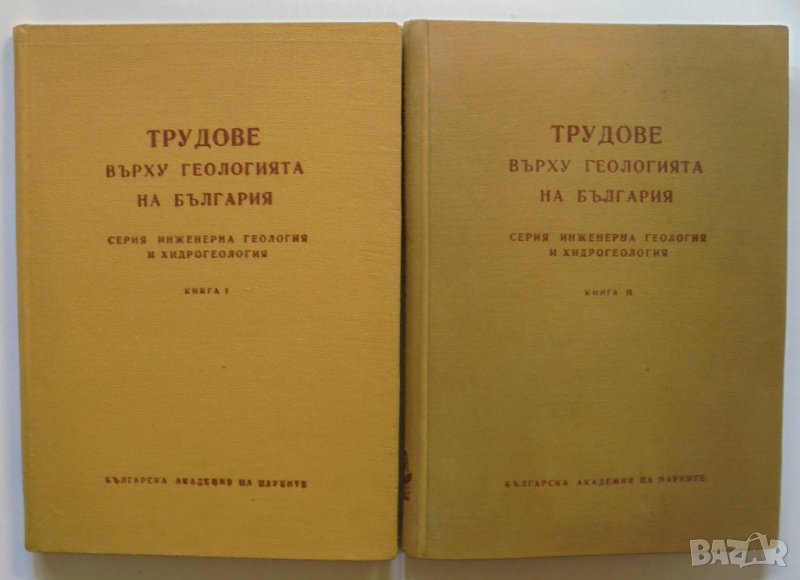 ТРУДОВЕ
ВЪРХУ ГЕОЛОГИЯТА
НА БЪЛГАРИЯ
СЕРИЯ ИНЖЕНЕРНА ГЕОЛОГИЯ
И ХИДРОГЕОЛОГИЯ
КНИГА I
БЪЛГАРСКА АКАДЕМИЯ НА НАУКИТЕ
ТРУДОВЕ
ВЪРХУ ГЕОЛОГИЯТА
НА БЪЛГАРИЯ
СЕРИЯ ИНЖЕНЕРНА ГЕОЛОГИЯ
И ХИДРОГЕОЛОГИЯ
КНИГА II
БЪЛГАРСКА АКАДЕМИЯ НА НАУКИТЕ
BAZAR